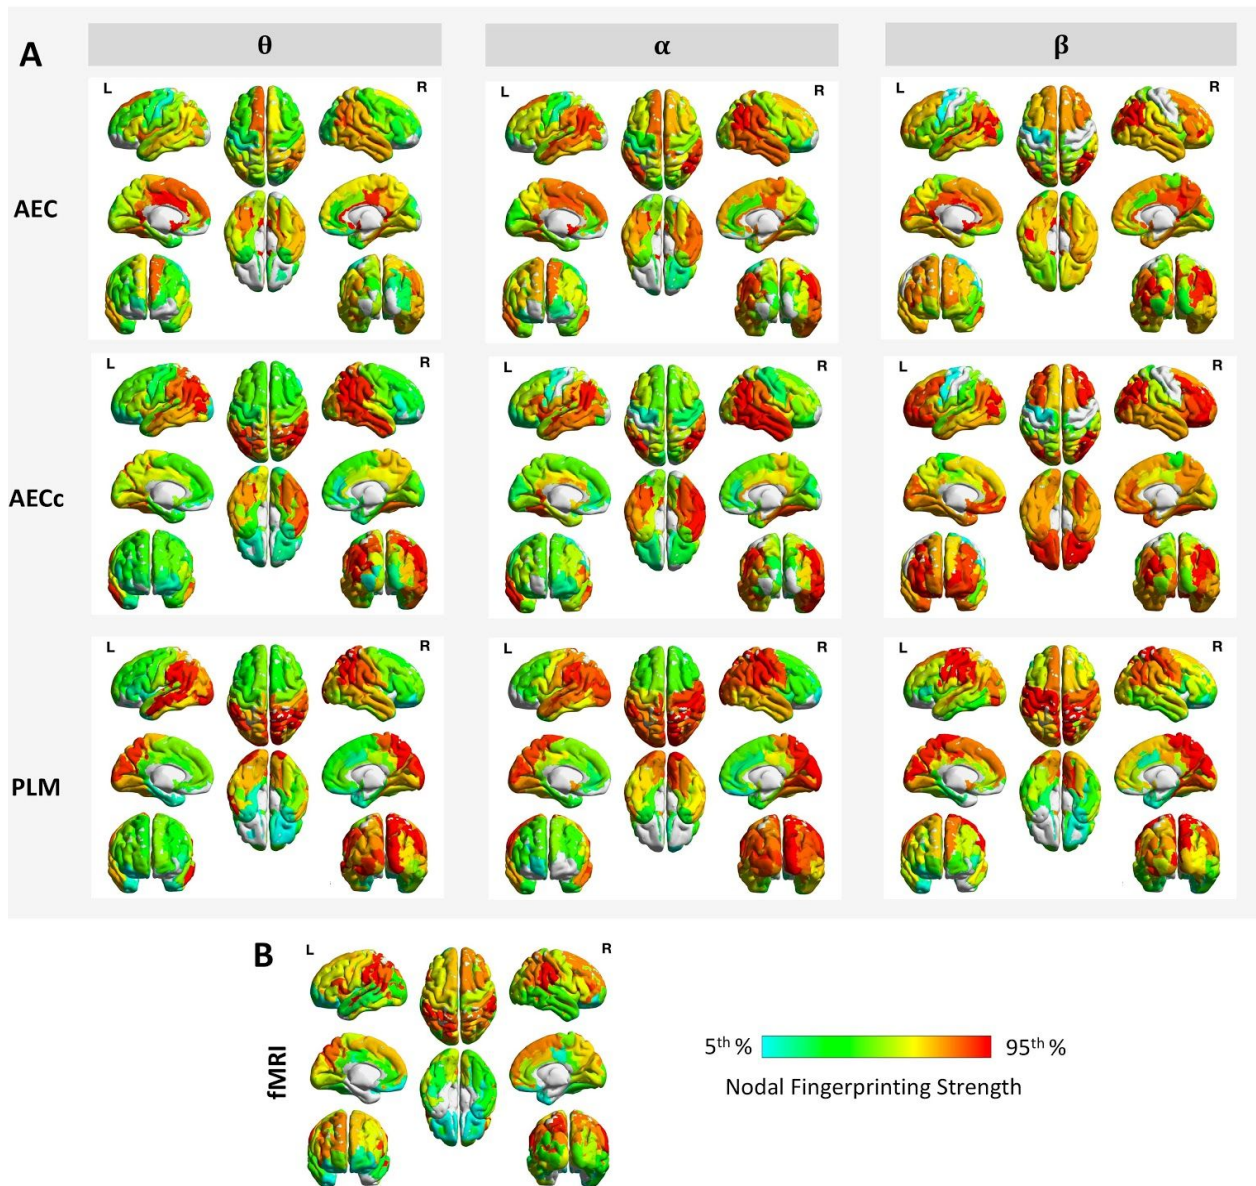 A
θ
α
β
L
R
L
R
L
R
AEC
L
R
L
R
L
R
AECc
L
R
L
R
L
R
PLM
B
L
R
fMRI
5th %
95th %
Nodal Fingerprinting Strength